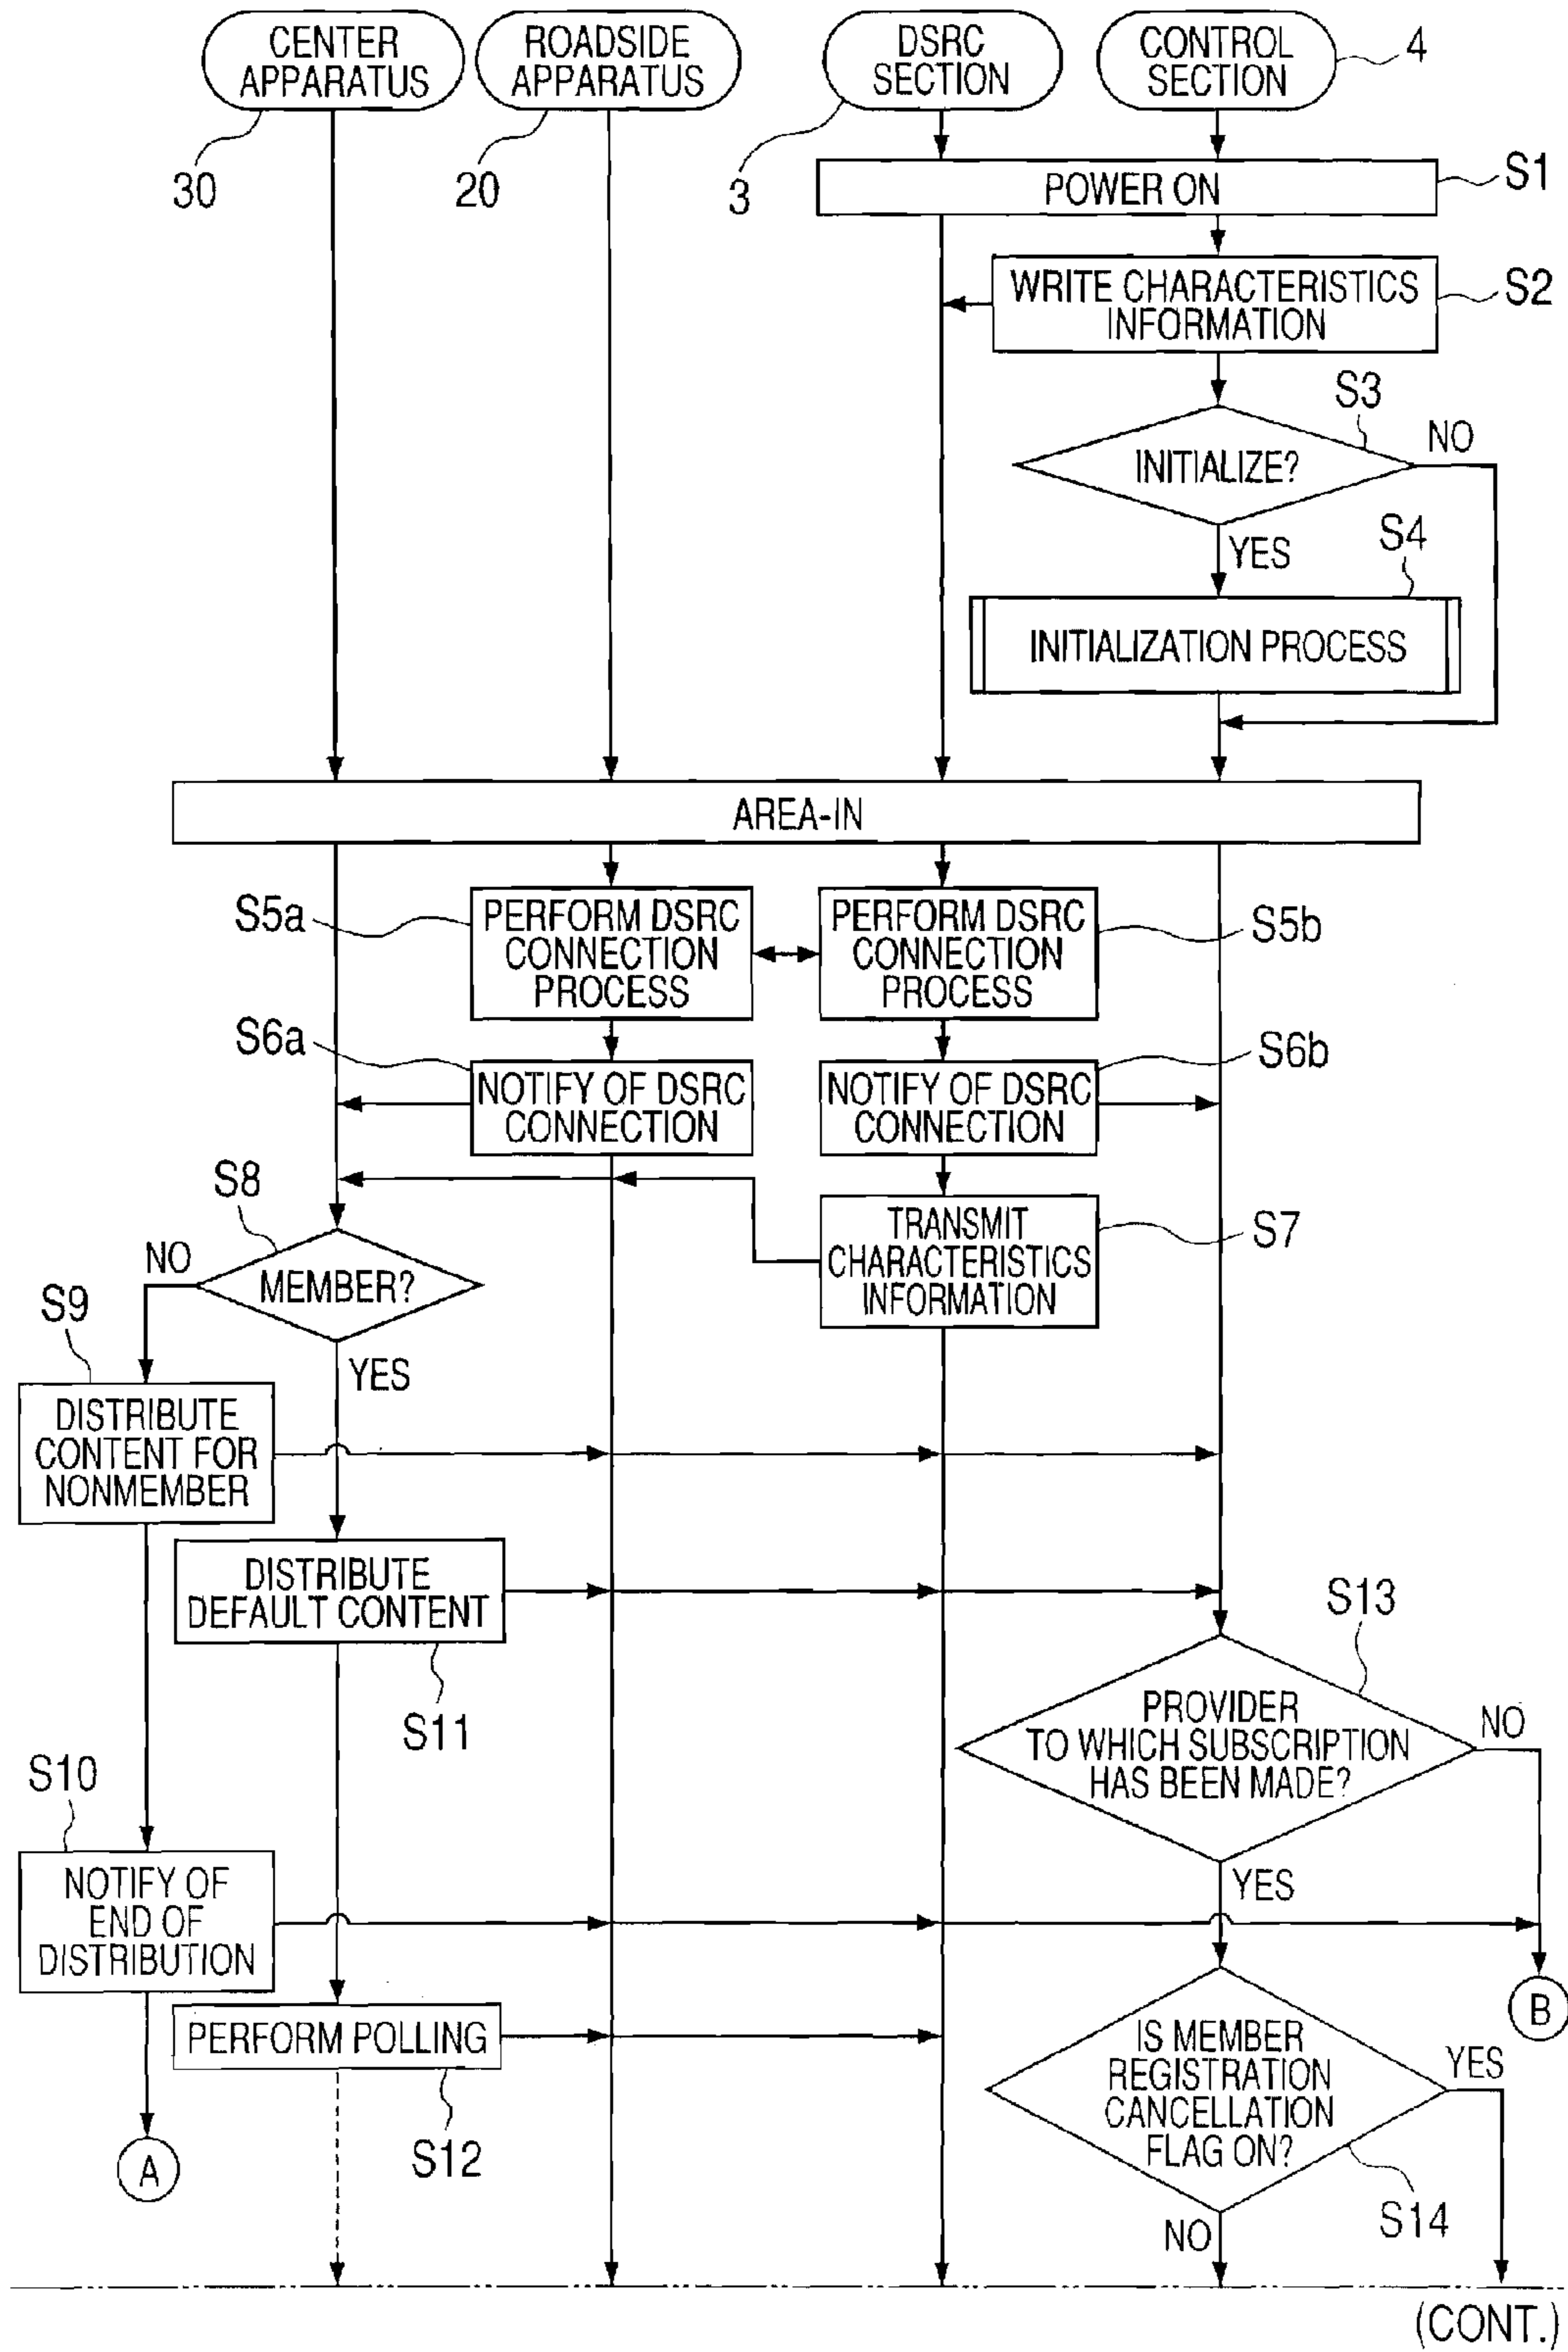 CENTER
APPARATUS
ROADSIDE
APPARATUS
DSRC
SECTION
CONTROL
SECTION
4
30
20
3
POWER ON
S1
WRITE CHARACTERISTICS
INFORMATION
S2
S3
INITIALIZE?
NO
YES
S4
INITIALIZATION PROCESS
AREA-IN
S5a
PERFORM DSRC
CONNECTION
PROCESS
PERFORM DSRC
CONNECTION
PROCESS
S5b
S6a
NOTIFY OF DSRC
CONNECTION
NOTIFY OF DSRC
CONNECTION
S6b
S8
NO
MEMBER?
YES
TRANSMIT
CHARACTERISTICS
INFORMATION
S7
S9
DISTRIBUTE
CONTENT FOR
NONMEMBER
DISTRIBUTE
DEFAULT CONTENT
S11
S13
PROVIDER
TO WHICH SUBSCRIPTION
HAS BEEN MADE?
NO
YES
S10
NOTIFY OF
END OF
DISTRIBUTION
B
PERFORM POLLING
S12
A
IS MEMBER
REGISTRATION
CANCELLATION
FLAG ON?
YES
S14
NO
(CONT.)